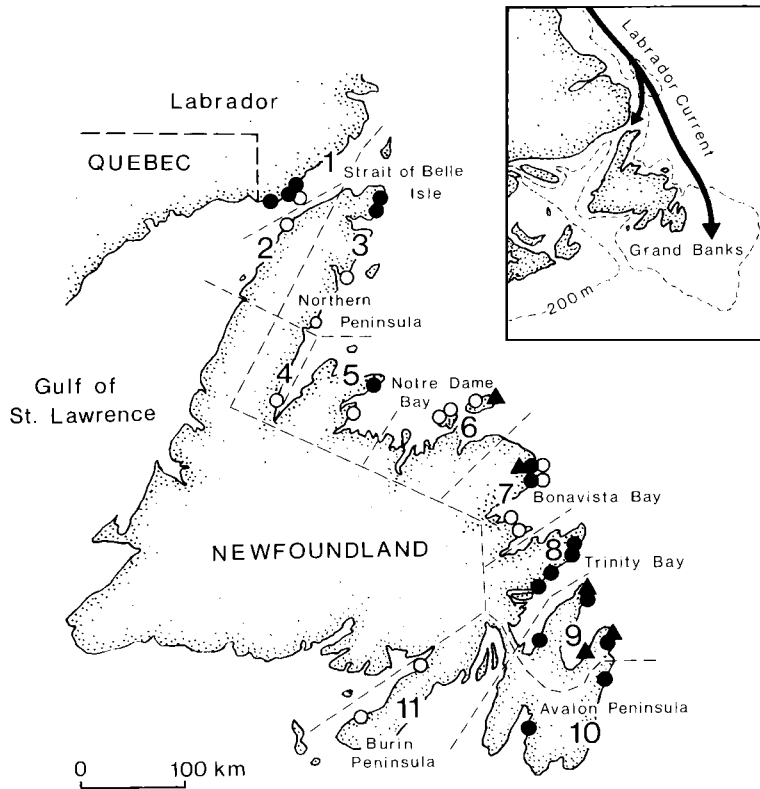 Labrador
QUEBEC
1
Strait of Belle
Isle
2
3
Northern
Peninsula
Gulf of
St. Lawrence
4
5
Notre Dame
Bay
6
7
Bonavista Bay
NEWFOUNDLAND
8
Trinity Bay
9
Avalon Peninsula
10
11
Burin
Peninsula
0 100 km
Labrador Current
Grand Banks
200 m